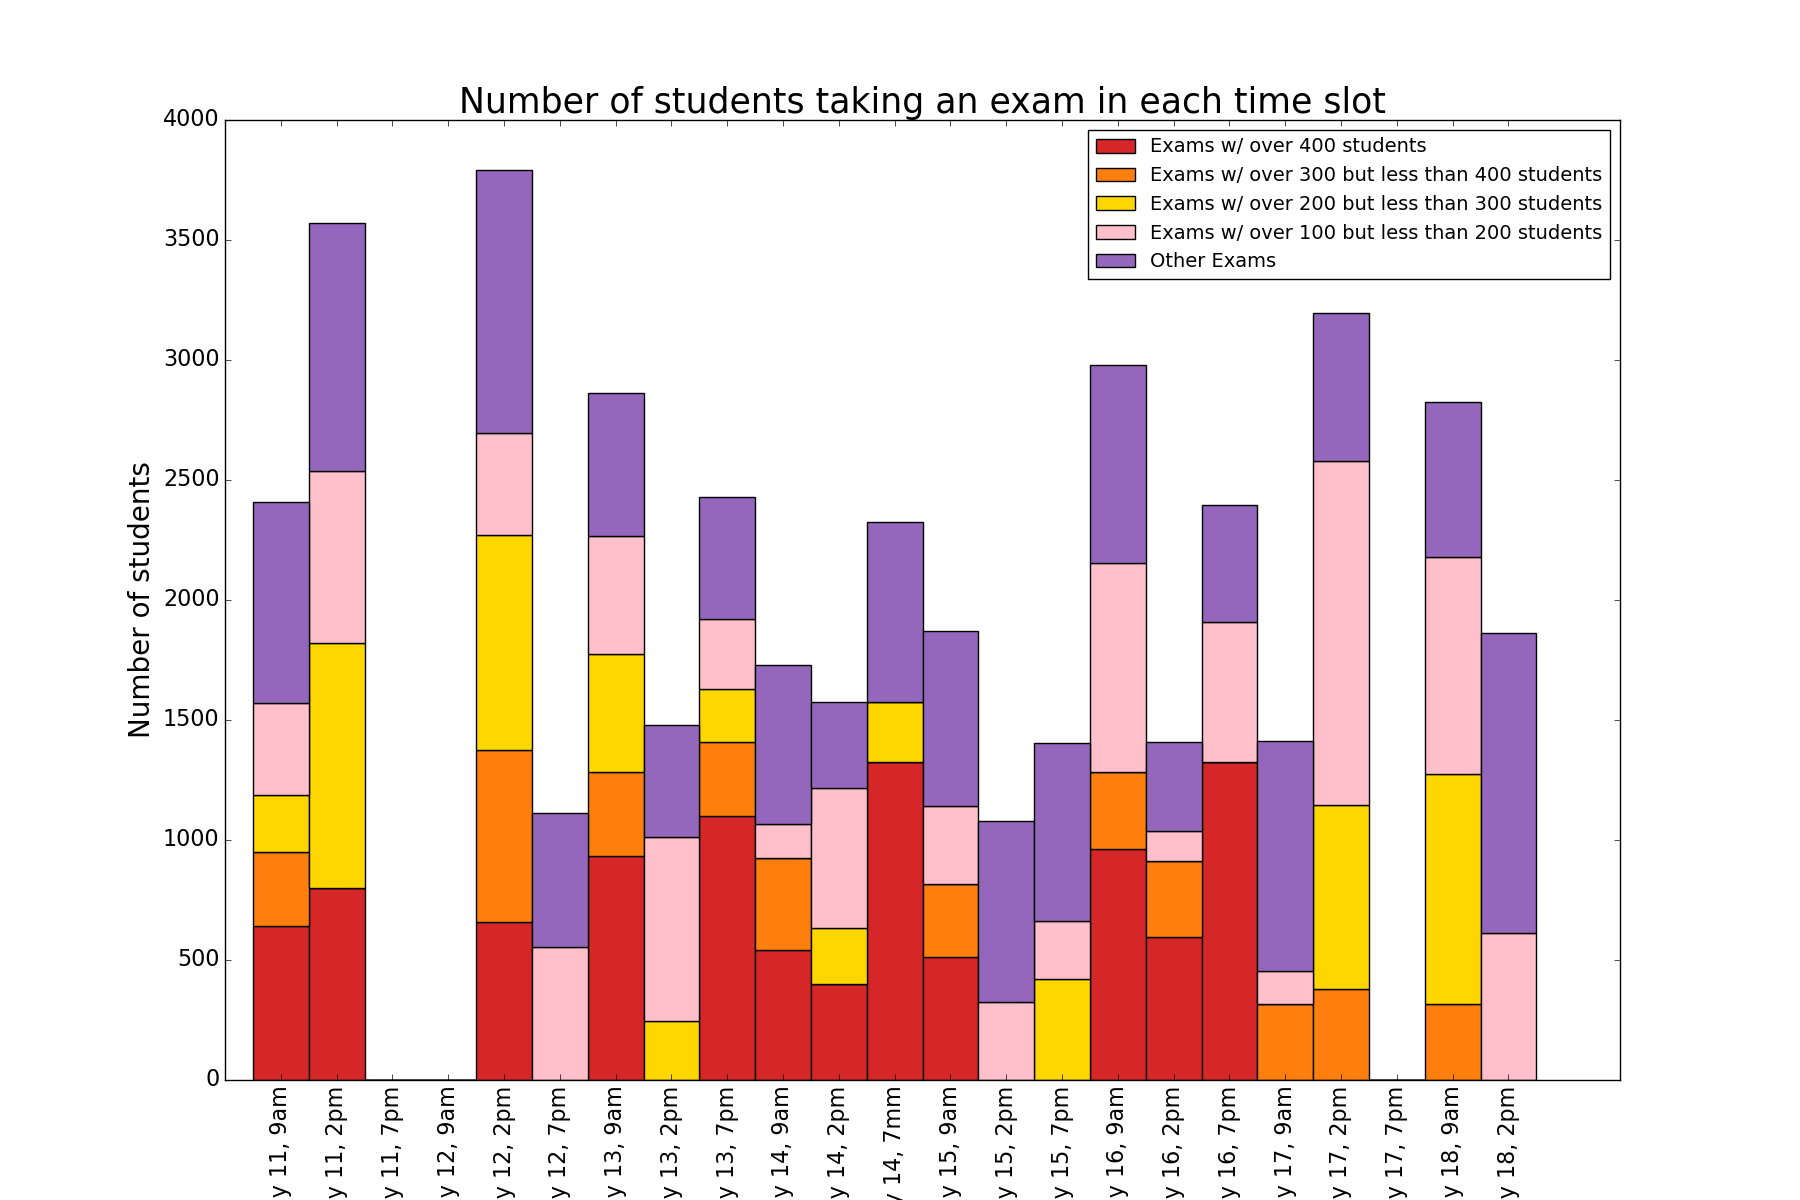 Number of students taking an exam in each time slot
Number of students
4000
3500
3000
2500
2000
1500
1000
500
0
Exams w/ over 400 students
Exams w/ over 300 but less than 400 students
Exams w/ over 200 but less than 300 students
Exams w/ over 100 but less than 200 students
Other Exams
y 11, 9am
y 11, 2pm
y 11, 7pm
y 12, 9am
y 12, 2pm
y 12, 7pm
y 13, 9am
y 13, 2pm
y 13, 7pm
y 14, 9am
y 14, 2pm
y 14, 7mm
y 15, 9am
y 15, 2pm
y 15, 7pm
y 16, 9am
y 16, 2pm
y 16, 7pm
y 17, 9am
y 17, 2pm
y 17, 7pm
y 18, 9am
y 18, 2pm